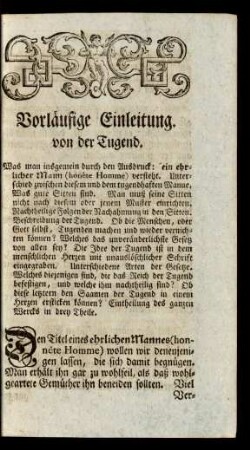 Vorläufige Einleitung.
von der Tugend.
Was man insgemein durch den Ausdruck: ein ehr-
licher Mann (honnéte Homme) versteht. Unter-
schied zwischen diesem und dem tugendhaften Manne.
Was gute Sitten sind. Man muß seine Sitten
nicht nach diesem oder jenem Muster einrichten.
Nachtheilige Folgen der Nachahmung in den Sitten.
Beschreibung der Tugend. Ob die Menschen, oder
Gott selbst, Tugenden machen und wieder vernich-
ten können? Welches das unveränderlichste Gesetz
von allen sey? Die Idee der Tugend ist in dem
menschlichen Herzen mit unauslöschlicher Schrift
eingegraben. Unterschiedene Arten der Gesetze.
Welches diejenigen sind, die das Reich der Tugend
befestigen, und welche ihm nachtheilig sind? Ob
diese letztern den Saamen der Tugend in einem
Herzen ersticken können? Eintheilung des ganzen
Wercks in drey Theile.
Den Titel eines ehrlichen Mannes (hon-
nête Homme) wollen wir denenjeni-
gen lassen, die sich damit begnügen.
Man erhält ihn gar zu wohlfeil, als daß wohl-
geartete Gemüther ihn beneiden sollten. Viel
Ver-